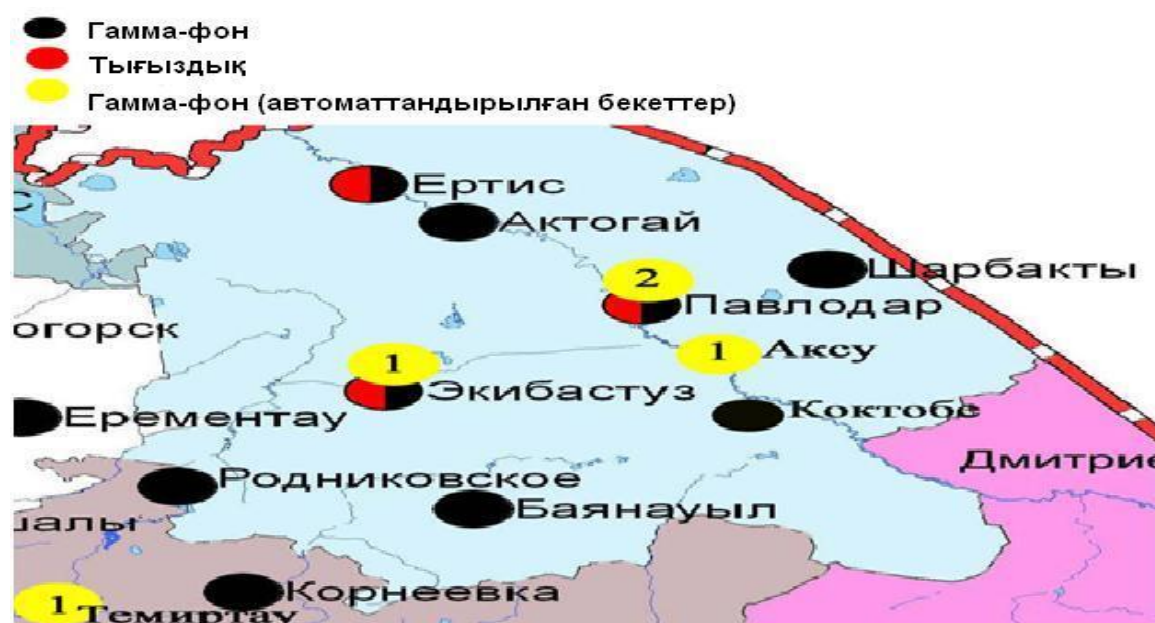 Гамма-фон
Тығыздық
Гамма-фон (автоматтандырылған бекеттер)
Ертис
Актогай
Шарбакты
2
Павлодар
огорск
1
Аксу
1
Экибастуз
Коктобе
Ерементау
Дмитрие
Родниковское
Баянауыл
шалы
Корнеевка
1
Темиртау